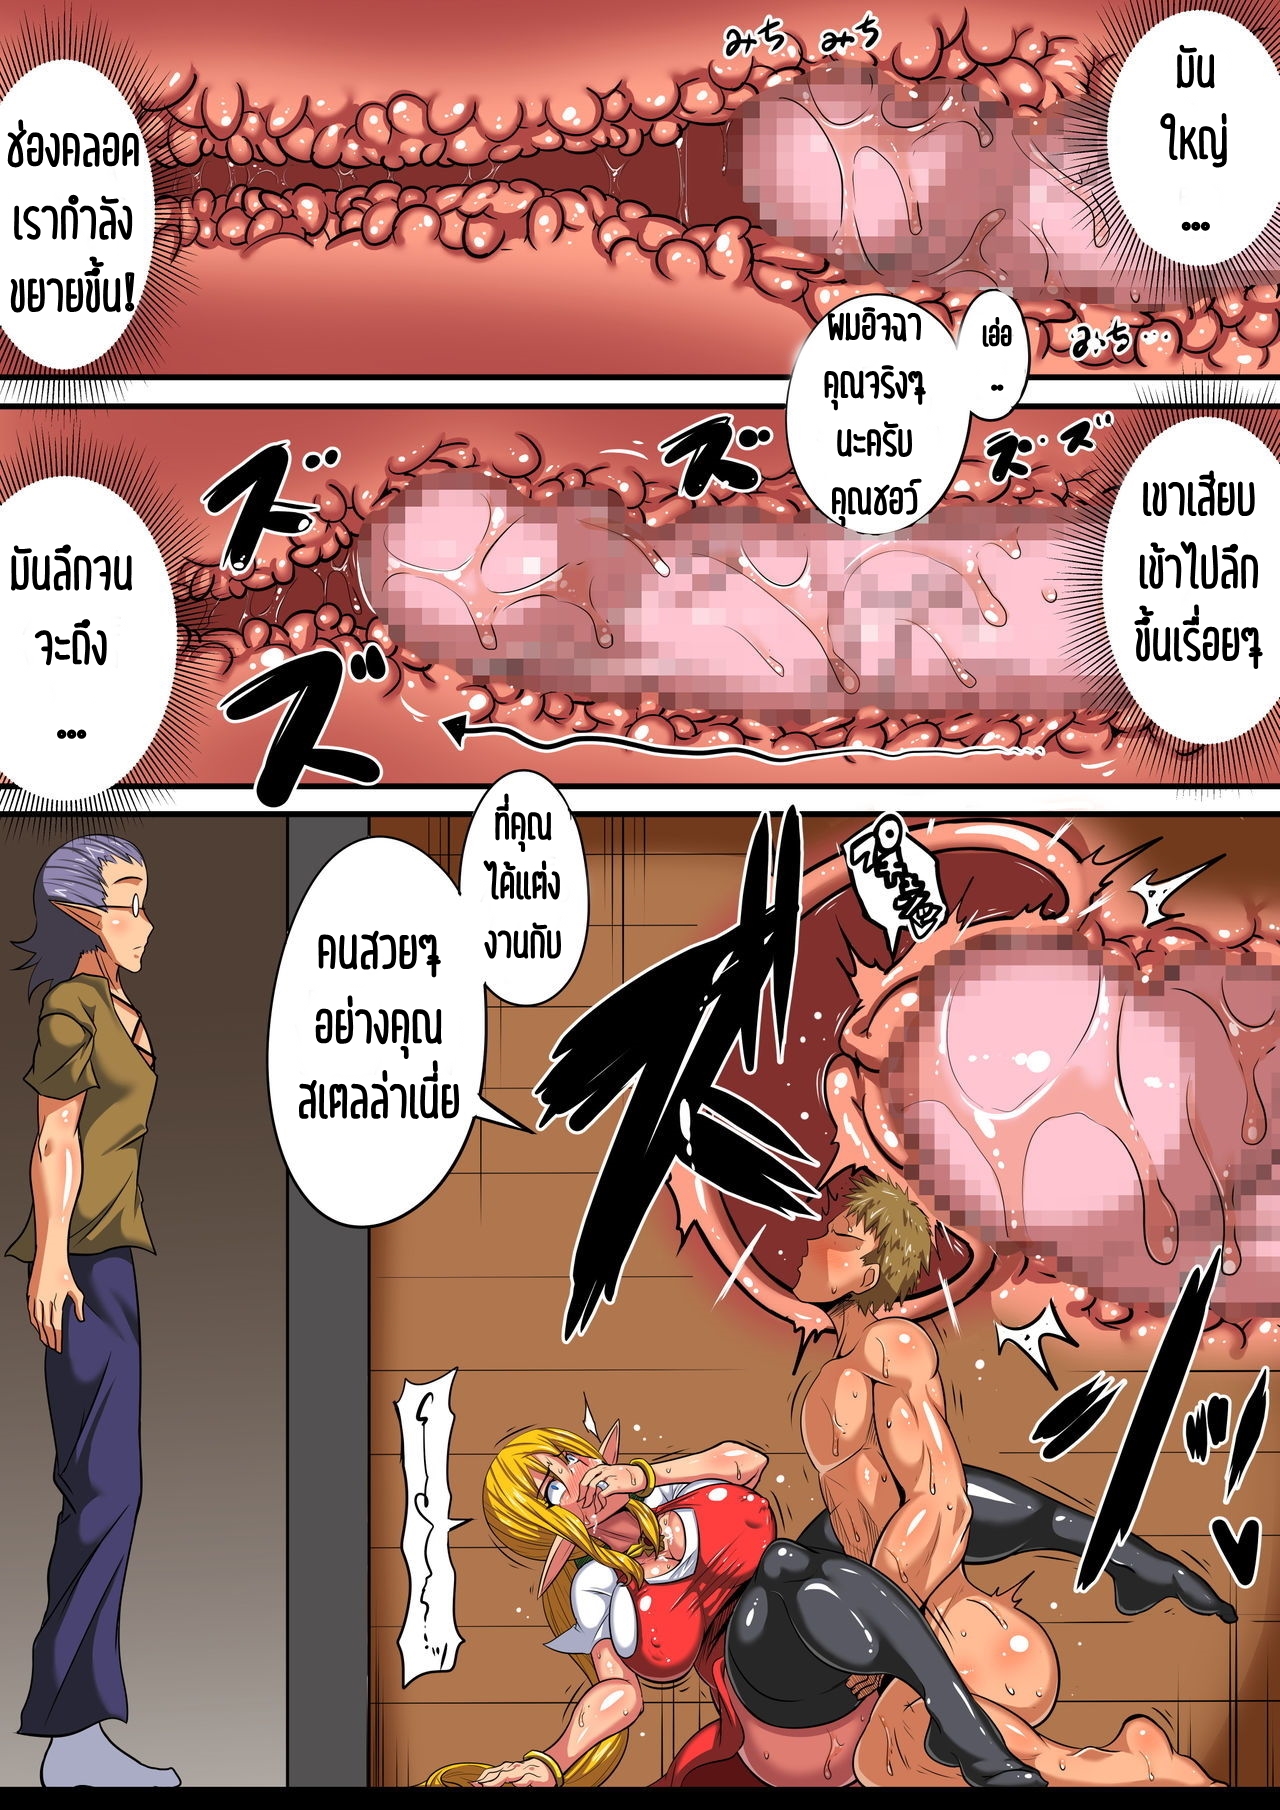 มัน
ใหญ่
...
みち
みち
ช่องคลอด
เรากำลัง
ขยายขึ้น!
みち...
เอ่อ
..
ผมอิจฉา
คุณจริงๆ
นะครับ
คุณชอว์
เขาเสียบ
เข้าไปลึก
ขึ้นเรื่อยๆ
ズ・ズ
ズ゛
ズ゛
ズ゛
มันลึกจน
จะถึง
...
ที่คุณ
ได้แต่ง
งานกับ
คนสวยๆ
อย่างคุณ
สเตลล่าเนี่ย